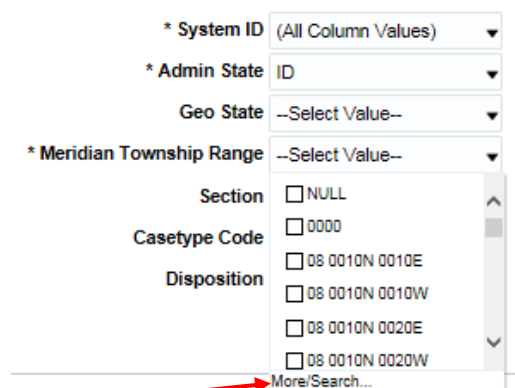 * System ID (All Column Values)
* Admin State ID
Geo State --Select Value--
* Meridian Township Range --Select Value--
Section
NULL
0000
Casetype Code
08 0010N 0010E
Disposition
08 0010N 0010W
08 0010N 0020E
08 0010N 0020W
More/Search...